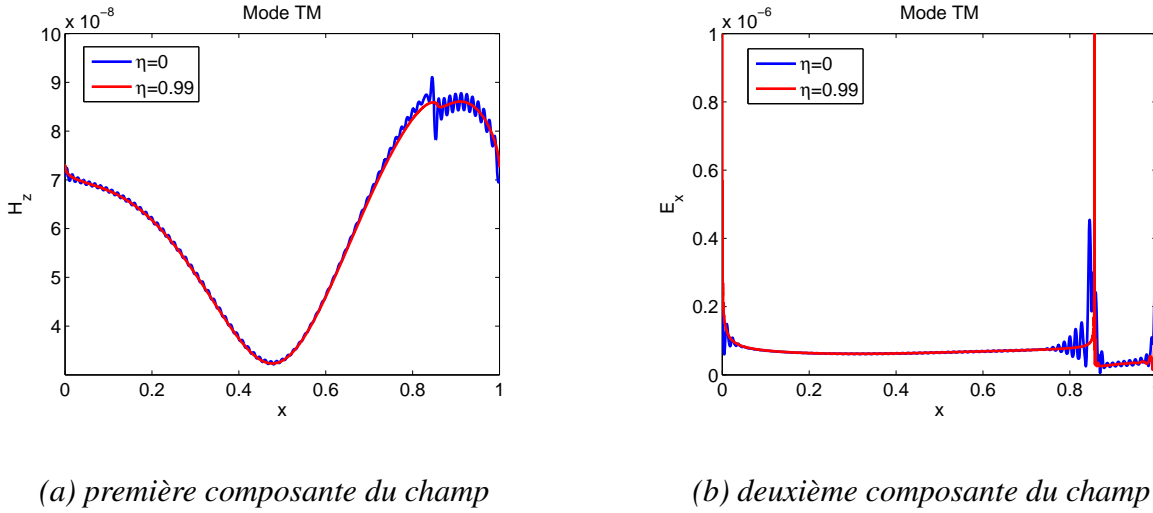 x 10⁻⁸
Mode TM
10
9
8
7
6
5
4
η=0
η=0.99
H_z
0
0.2
0.4
0.6
0.8
1
x
(a) première composante du champ
x 10⁻⁶
Mode TM
1
0.8
0.6
0.4
0.2
0
η=0
η=0.99
E_x
0
0.2
0.4
0.6
0.8
x
(b) deuxième composante du champ